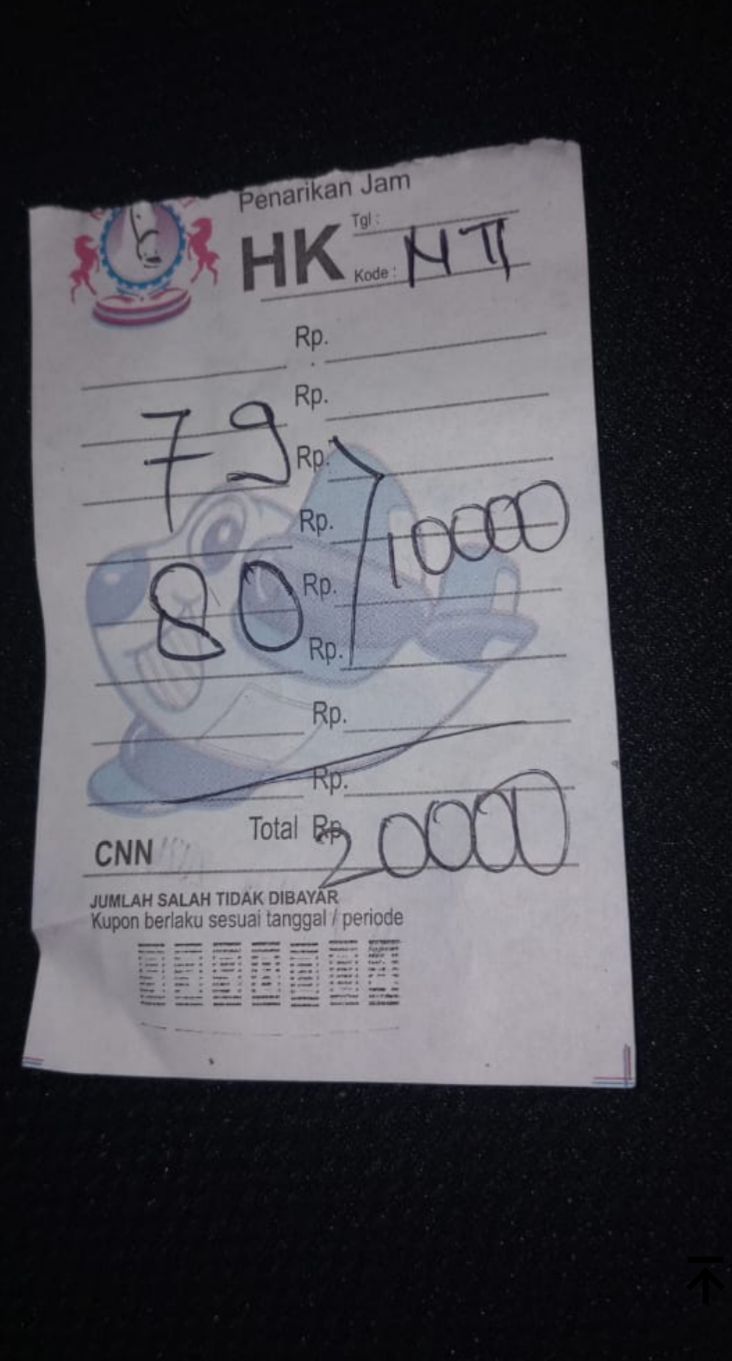 Penarikan Jam
HK
Tgl :
Kode :
Rp.
Rp.
79
Rp.
Rp. 10000
80
Rp.
Rp.
Rp.
Rp.
Total Rp 20000
CNN
JUMLAH SALAH TIDAK DIBAYAR
Kupon berlaku sesuai tanggal / periode